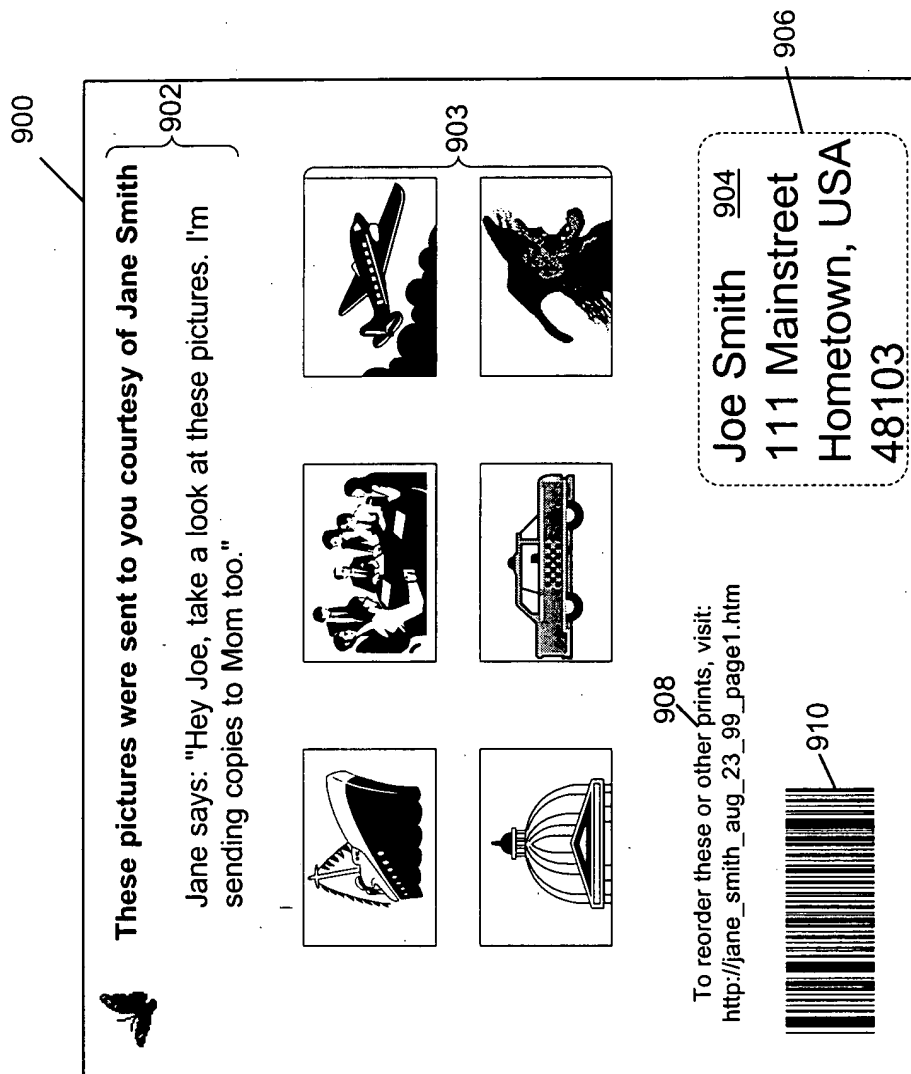 900
These pictures were sent to you courtesy of Jane Smith
902
Jane says: "Hey Joe, take a look at these pictures. I'm
sending copies to Mom too."
903
908
To reorder these or other prints, visit:
http://jane_smith_aug_23_99_page1.htm
910
Joe Smith 904
111 Mainstreet
Hometown, USA
48103
906